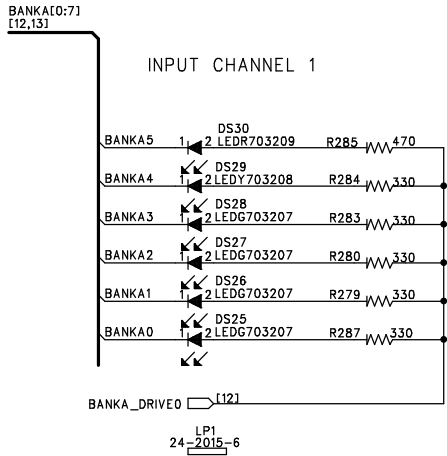 BANKA[0:7]
[12,13]
INPUT CHANNEL 1
DS30
BANKA5 1 2 LEDR703209 R285 470
DS29
BANKA4 1 2 LEDY703208 R284 330
DS28
BANKA3 1 2 LEDG703207 R283 330
DS27
BANKA2 1 2 LEDG703207 R280 330
DS26
BANKA1 1 2 LEDG703207 R279 330
DS25
BANKA0 1 2 LEDG703207 R287 330
BANKA_DRIVE0 [12]
LP1
24-2015-6